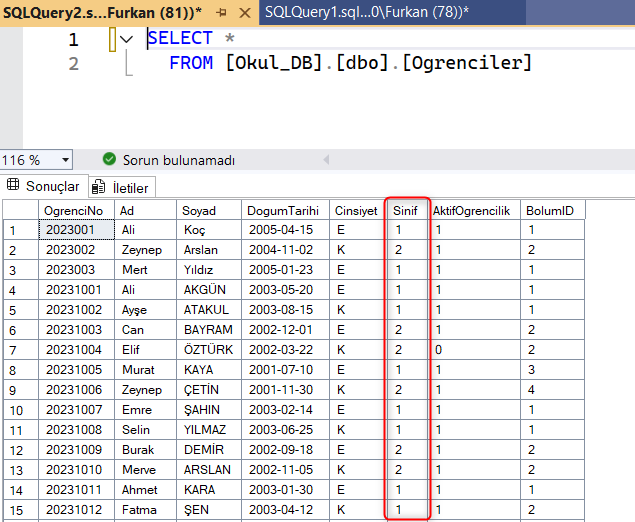 SQLQuery2.s...Furkan (81))*
SQLQuery1.sql...0\Furkan (78))*
1 SELECT *
2 FROM [Okul_DB].[dbo].[Ogrenciler]
116 %
Sorun bulunamadı
Sonuçlar İletiler
OgrenciNo Ad Soyad DogumTarihi Cinsiyet Sinif AktifOgrencilik BolumID
1 2023001 Ali Koç 2005-04-15 E 1 1 1
2 2023002 Zeynep Arslan 2004-11-02 K 2 1 2
3 2023003 Mert Yıldız 2005-01-23 E 1 1 1
4 20231001 Ali AKGÜN 2003-05-20 E 1 1 1
5 20231002 Ayşe ATAKUL 2003-08-15 K 1 1 1
6 20231003 Can BAYRAM 2002-12-01 E 2 1 2
7 20231004 Elif ÖZTÜRK 2002-03-22 K 2 0 2
8 20231005 Murat KAYA 2001-07-10 E 1 1 3
9 20231006 Zeynep ÇETİN 2001-11-30 K 2 1 4
10 20231007 Emre ŞAHIN 2003-02-14 E 1 1 1
11 20231008 Selin YILMAZ 2003-06-25 K 1 1 1
12 20231009 Burak DEMİR 2002-09-18 E 2 1 2
13 20231010 Merve ARSLAN 2002-11-05 K 2 1 2
14 20231011 Ahmet KARA 2003-01-30 E 1 1 1
15 20231012 Fatma ŞEN 2003-04-12 K 1 1 2